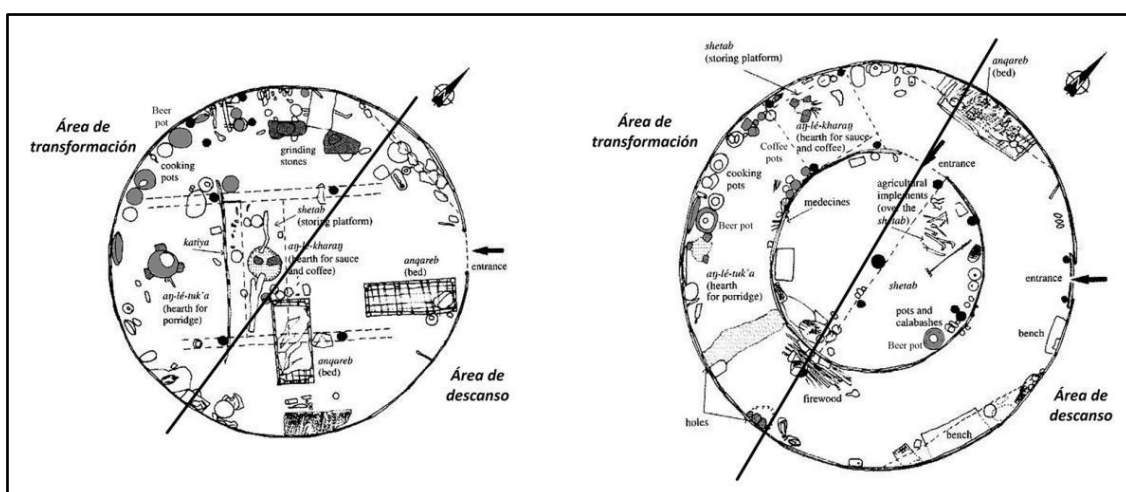 Área de
transformación
Beer
pot
cooking
pots
grinding
stones
shetab
(storing platform)
katiya
aŋ-lé-kharaŋ
(hearth for sauce
and coffee)
anqareb
(bed)
entrance
aŋ-lé-tuk'a
(hearth for
porridge)
anqareb
(bed)
Área de
descanso
shetab
(storing platform)
anqareb
(bed)
Área de
transformación
aŋ-lé-kharaŋ
(hearth for sauce
and coffee)
Coffee
pots
entrance
cooking
pots
medecines
agricultural
implements
(over the
shetab)
Beer pot
shetab
aŋ-lé-tuk'a
(hearth
for porridge)
entrance
pots and
calabashes
Beer pot
bench
firewood
Área de
descanso
holes
bench